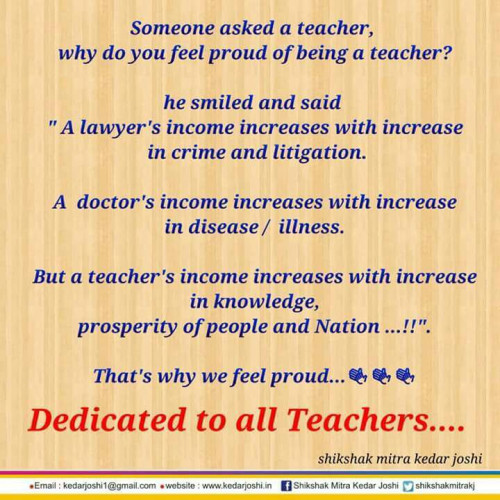 Someone asked a teacher,
why do you feel proud of being a teacher?
he smiled and said
" A lawyer's income increases with increase
in crime and litigation.
A doctor's income increases with increase
in disease / illness.
But a teacher's income increases with increase
in knowledge,
prosperity of people and Nation ...!!".
That's why we feel proud...👏👏👏
Dedicated to all Teachers....
shikshak mitra kedar joshi
•Email : kedarjoshi1@gmail.com •website : www.kedarjoshi.in f Shikshak Mitra Kedar Joshi shikshakmitrakj